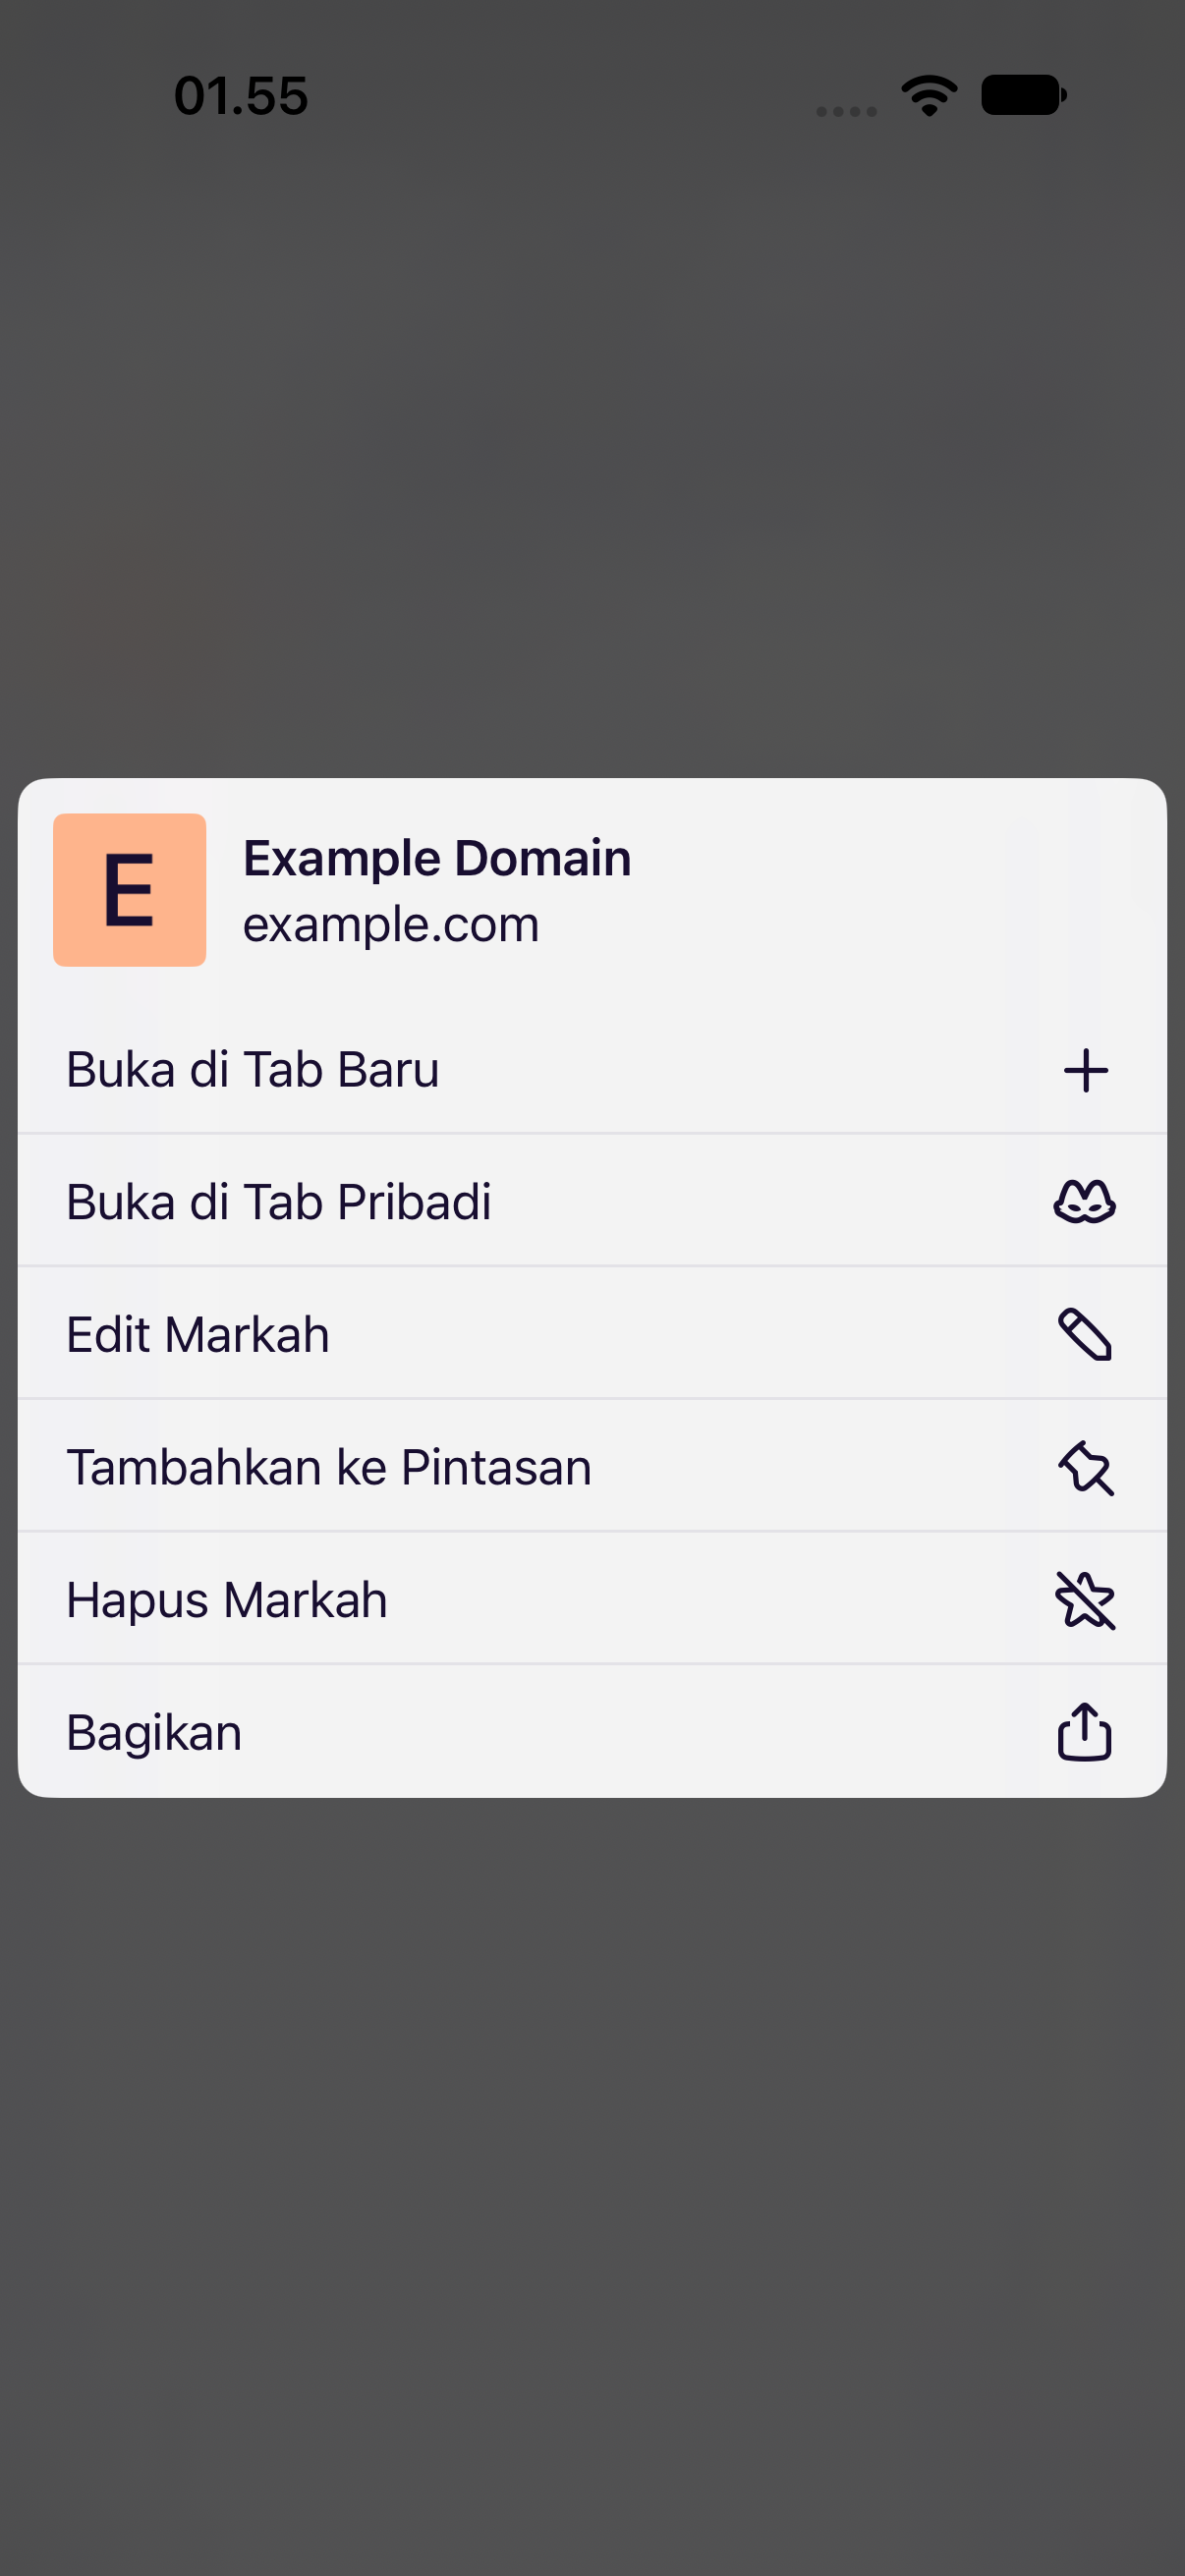 01.55
E
Example Domain
example.com
Buka di Tab Baru
Buka di Tab Pribadi
Edit Markah
Tambahkan ke Pintasan
Hapus Markah
Bagikan